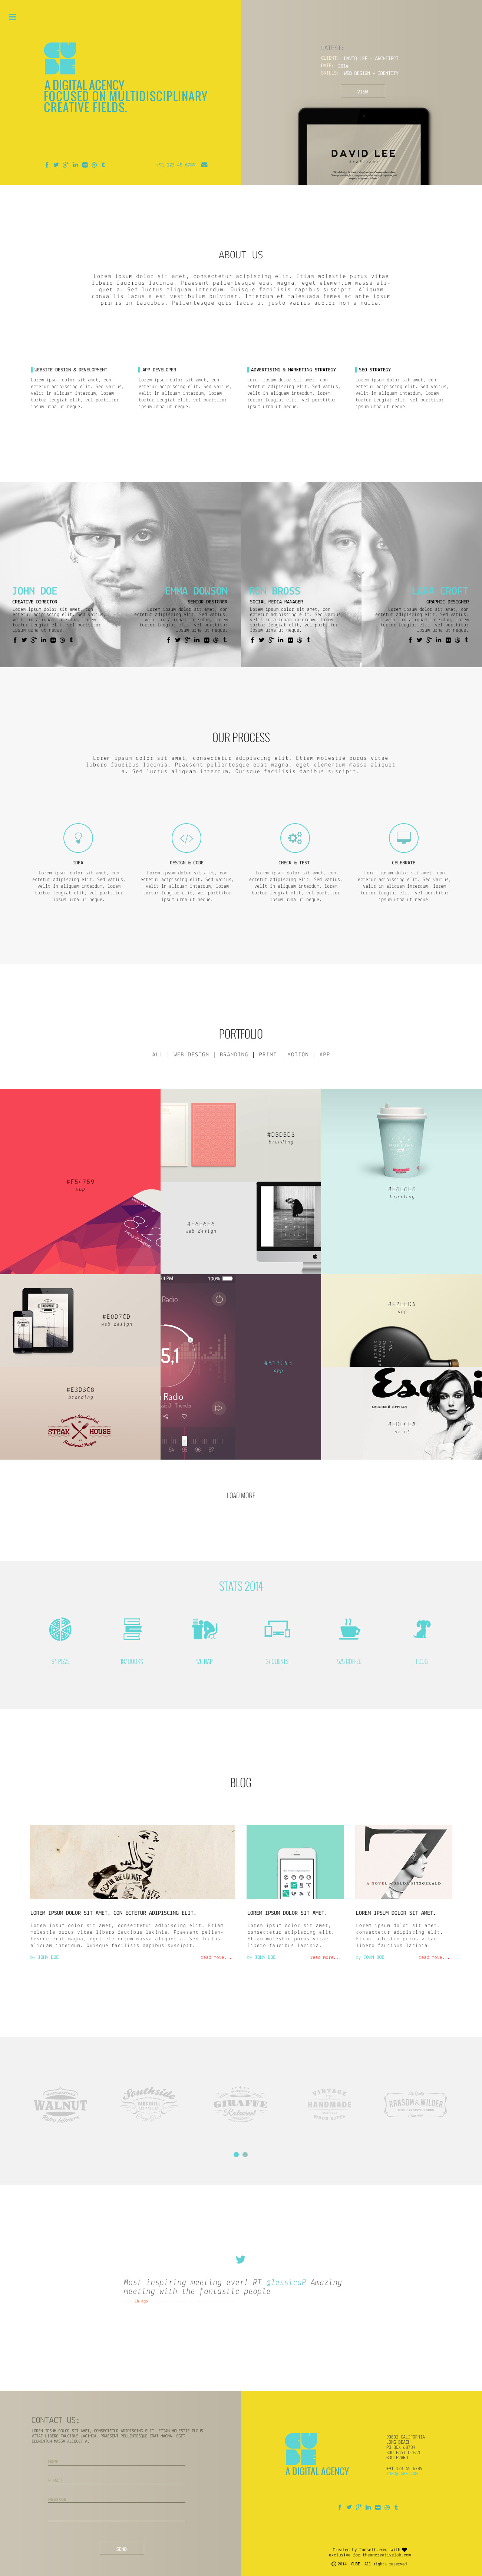 A DIGITAL AGENCY
FOCUSED ON MULTIDISCIPLINARY
CREATIVE FIELDS.
+01 123 45 6789
LATEST:
CLIENT: DAVID LEE - ARCHITECT
DATE: 2014
SKILLS: WEB DESIGN - IDENTITY
VIEW
DAVID LEE
ABOUT US
Lorem ipsum dolor sit amet, consectetur adipiscing elit. Etiam molestie purus vitae
libero faucibus lacinia. Praesent pellentesque erat magna, eget elementum massa ali-
quet a. Sed luctus aliquam interdum. Quisque facilisis dapibus suscipit. Aliquam
convallis lacus a est vestibulum pulvinar. Interdum et malesuada fames ac ante ipsum
primis in faucibus. Pellentesque quis lacus ut justo varius auctor non a nulla.
WEBSITE DESIGN & DEVELOPMENT
Lorem ipsum dolor sit amet, con
ectetur adipiscing elit. Sed varius,
velit in aliquam interdum, lorem
tortor feugiat elit, vel porttitor
ipsum urna ut neque.
APP DEVELOPER
Lorem ipsum dolor sit amet, con
ectetur adipiscing elit. Sed varius,
velit in aliquam interdum, lorem
tortor feugiat elit, vel porttitor
ipsum urna ut neque.
ADVERTISING & MARKETING STRATEGY
Lorem ipsum dolor sit amet, con
ectetur adipiscing elit. Sed varius,
velit in aliquam interdum, lorem
tortor feugiat elit, vel porttitor
ipsum urna ut neque.
SEO STRATEGY
Lorem ipsum dolor sit amet, con
ectetur adipiscing elit. Sed varius,
velit in aliquam interdum, lorem
tortor feugiat elit, vel porttitor
ipsum urna ut neque.
JOHN DOE
CREATIVE DIRECTOR
Lorem ipsum dolor sit amet, con
ectetur adipiscing elit. Sed varius,
velit in aliquam interdum, lorem
tortor feugiat elit, vel porttitor
ipsum urna ut neque.
EMMA DOWSON
SENIOR DESIGNER
Lorem ipsum dolor sit amet, con
ectetur adipiscing elit. Sed varius,
velit in aliquam interdum, lorem
tortor feugiat elit, vel porttitor
ipsum urna ut neque.
BROSS
SOCIAL MEDIA MANAGER
Lorem ipsum dolor sit amet, con
ectetur adipiscing elit. Sed varius,
velit in aliquam interdum, lorem
tortor feugiat elit, vel porttitor
ipsum urna ut neque.
CROFT
GRAPHIC DESIGNER
Lorem ipsum dolor sit amet, con
ectetur adipiscing elit. Sed varius,
velit in aliquam interdum, lorem
tortor feugiat elit, vel porttitor
ipsum urna ut neque.
OUR PROCESS
Lorem ipsum dolor sit amet, consectetur adipiscing elit. Etiam molestie purus vitae
libero faucibus lacinia. Praesent pellentesque erat magna, eget elementum massa aliquet
a. Sed luctus aliquam interdum. Quisque facilisis dapibus suscipit.
IDEA
Lorem ipsum dolor sit amet, con
ectetur adipiscing elit. Sed varius,
velit in aliquam interdum, lorem
tortor feugiat elit, vel porttitor
ipsum urna ut neque.
DESIGN & CODE
Lorem ipsum dolor sit amet, con
ectetur adipiscing elit. Sed varius,
velit in aliquam interdum, lorem
tortor feugiat elit, vel porttitor
ipsum urna ut neque.
CHECK & TEST
Lorem ipsum dolor sit amet, con
ectetur adipiscing elit. Sed varius,
velit in aliquam interdum, lorem
tortor feugiat elit, vel porttitor
ipsum urna ut neque.
CELEBRATE
Lorem ipsum dolor sit amet, con
ectetur adipiscing elit. Sed varius,
velit in aliquam interdum, lorem
tortor feugiat elit, vel porttitor
ipsum urna ut neque.
PORTFOLIO
ALL | WEB DESIGN | BRANDING | PRINT | MOTION | APP
#F54759
app
#DBDBD3
branding
#E6E6E6
web design
#E6E6E6
branding
#E0D7CD
web design
#E3D3CB
branding
STEAK HOUSE
100%
Radio
5,1
Radio
#513C48
app
#F2EED4
app
Esqui
#EDECEA
print
LOAD MORE
STATS 2014
1 DOG
BLOG
LOREM IPSUM DOLOR SIT AMET, CON ECTETUR ADIPISCING ELIT.
Lorem ipsum dolor sit amet, consectetur adipiscing elit. Etiam
molestie purus vitae libero faucibus lacinia. Praesent pellen-
tesque erat magna, eget elementum massa aliquet a. Sed luctus
aliquam interdum. Quisque facilisis dapibus suscipit.
by JOHN DOE
read more...
LOREM IPSUM DOLOR SIT AMET.
Lorem ipsum dolor sit amet,
consectetur adipiscing elit.
Etiam molestie purus vitae
libero faucibus lacinia.
by JOHN DOE
read more...
A NOVEL ZELDA FITZGERALD
LOREM IPSUM DOLOR SIT AMET.
Lorem ipsum dolor sit amet,
consectetur adipiscing elit.
Etiam molestie purus vitae
libero faucibus lacinia.
by JOHN DOE
read more...
WALNUT
Southside
GIRAFFE
VINTAGE
HANDMADE
RANSOM & WILDER
Most inspiring meeting ever! RT @JessicaP Amazing
meeting with the fantastic people
1h ago
CONTACT US:
LOREM IPSUM DOLOR SIT AMET, CONSECTETUR ADIPISCING ELIT. ETIAM MOLESTIE PURUS
VITAE LIBERO FAUCIBUS LACINIA. PRAESENT PELLENTESQUE ERAT MAGNA, EGET
ELEMENTUM MASSA ALIQUET A.
NAME
E-MAIL
MESSAGE
SEND
A DIGITAL AGENCY
CALIFORNIA
LONG BEACH
PO BOX 69799
300 EAST OCEAN
BOULEVARD
+01 123 45 6789
Created by 2ndself.com, with
exclusive for thesmcreativelab.com
© 2014 CUBE. All rights reserved